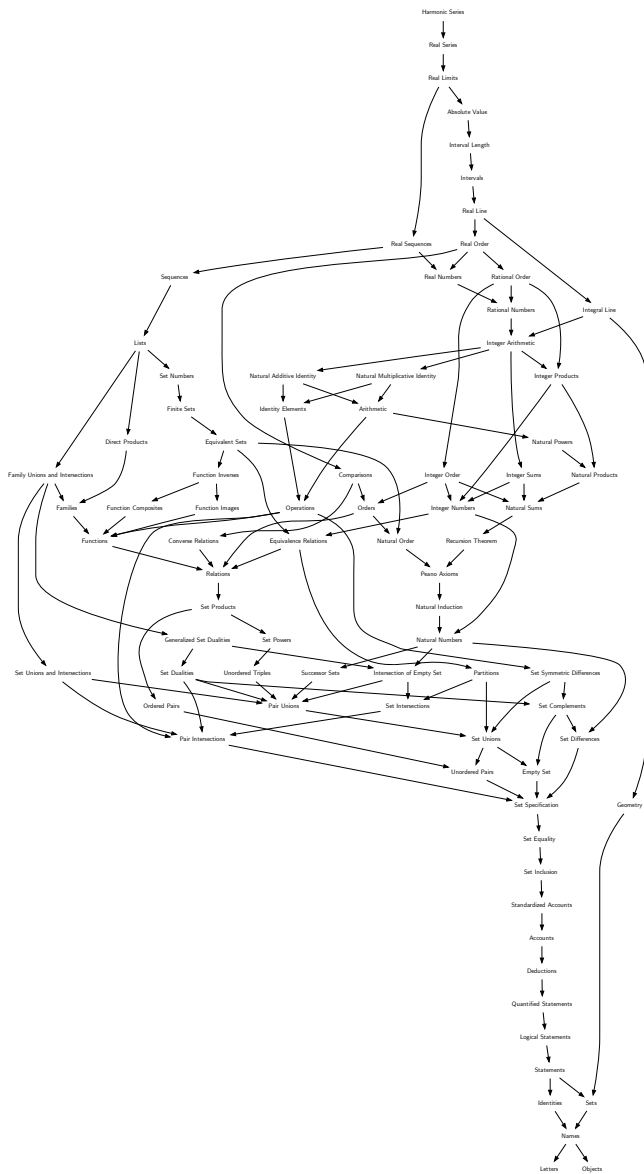 Harmonic Series
Real Series
Real Limits
Absolute Value
Interval Length
Intervals
Real Line
Real Sequences Real Order
Sequences Real Numbers Rational Order
Rational Numbers Integral Line
Lists Integer Arithmetic
Set Numbers Natural Additive Identity Natural Multiplicative Identity Integer Products
Finite Sets Identity Elements Arithmetic
Direct Products Equivalent Sets Natural Powers
Family Unions and Intersections Function Inverses Comparisons Integer Order Integer Sums Natural Products
Families Function Composites Function Images Operations Orders Integer Numbers Natural Sums
Functions Converse Relations Equivalence Relations Natural Order Recursion Theorem
Relations Peano Axioms
Set Products Natural Induction
Generalized Set Dualities Set Powers Natural Numbers
Set Unions and Intersections Set Dualities Unordered Triples Successor Sets Intersection of Empty Set Partitions Set Symmetric Differences
Ordered Pairs Pair Unions Set Intersections Set Complements
Pair Intersections Set Unions Set Differences
Unordered Pairs Empty Set
Set Specification Geometry
Set Equality
Set Inclusion
Standardized Accounts
Accounts
Deductions
Quantified Statements
Logical Statements
Statements
Identities Sets
Names
Letters Objects